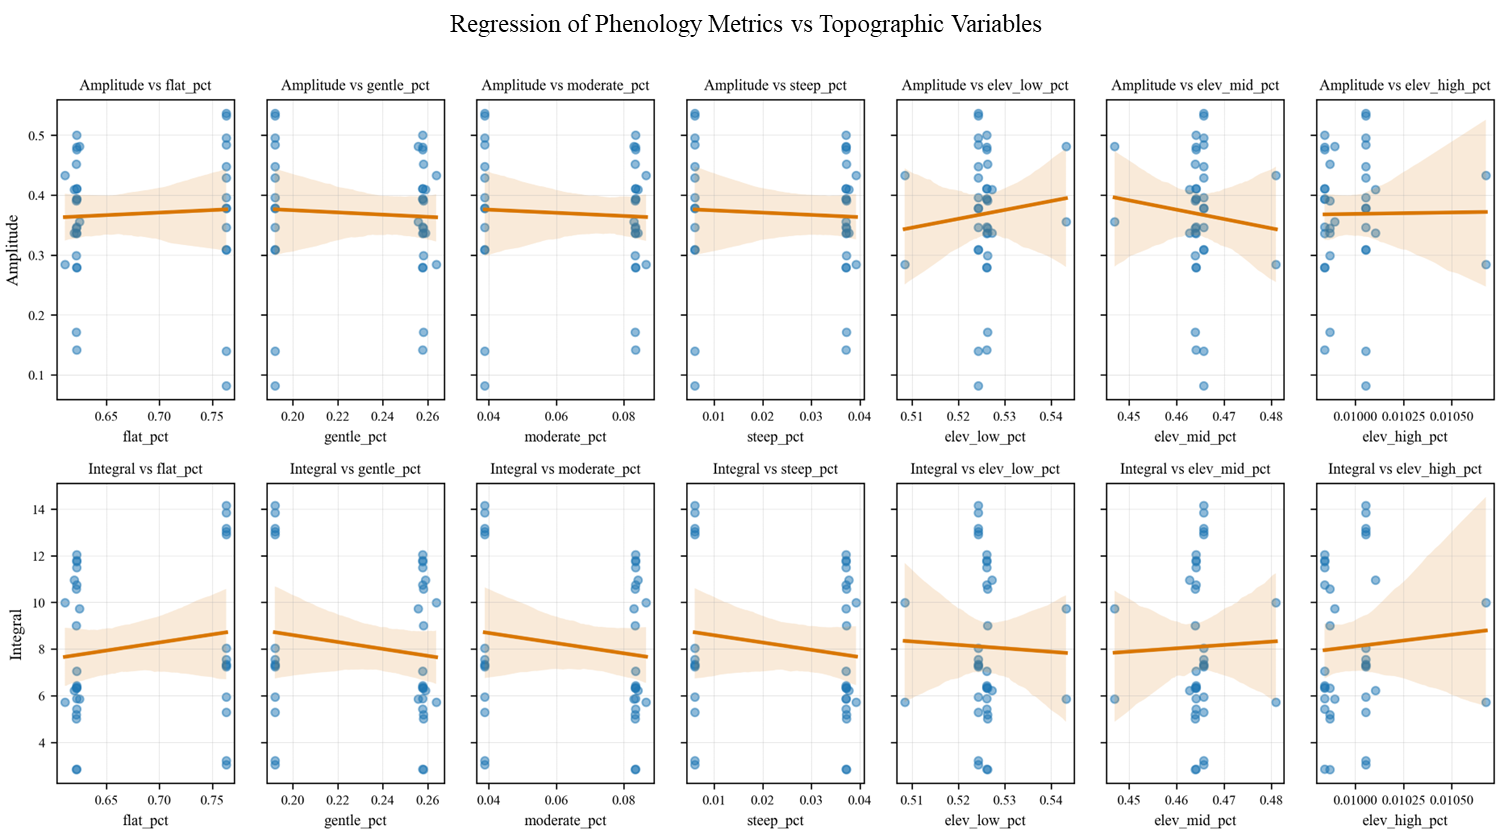 Regression of Phenology Metrics vs Topographic Variables
Amplitude vs flat_pct
Amplitude vs gentle_pct
Amplitude vs moderate_pct
Amplitude vs steep_pct
Amplitude vs elev_low_pct
Amplitude vs elev_mid_pct
Amplitude vs elev_high_pct
Amplitude
0.5
0.4
0.3
0.2
0.1
0.65 0.70 0.75
0.20 0.22 0.24 0.26
0.04 0.06 0.08
0.01 0.02 0.03 0.04
0.51 0.52 0.53 0.54
0.45 0.46 0.47 0.48
0.01000 0.01025 0.01050
flat_pct
gentle_pct
moderate_pct
steep_pct
elev_low_pct
elev_mid_pct
elev_high_pct
Integral vs flat_pct
Integral vs gentle_pct
Integral vs moderate_pct
Integral vs steep_pct
Integral vs elev_low_pct
Integral vs elev_mid_pct
Integral vs elev_high_pct
Integral
14
12
10
8
6
4
0.65 0.70 0.75
0.20 0.22 0.24 0.26
0.04 0.06 0.08
0.01 0.02 0.03 0.04
0.51 0.52 0.53 0.54
0.45 0.46 0.47 0.48
0.01000 0.01025 0.01050
flat_pct
gentle_pct
moderate_pct
steep_pct
elev_low_pct
elev_mid_pct
elev_high_pct